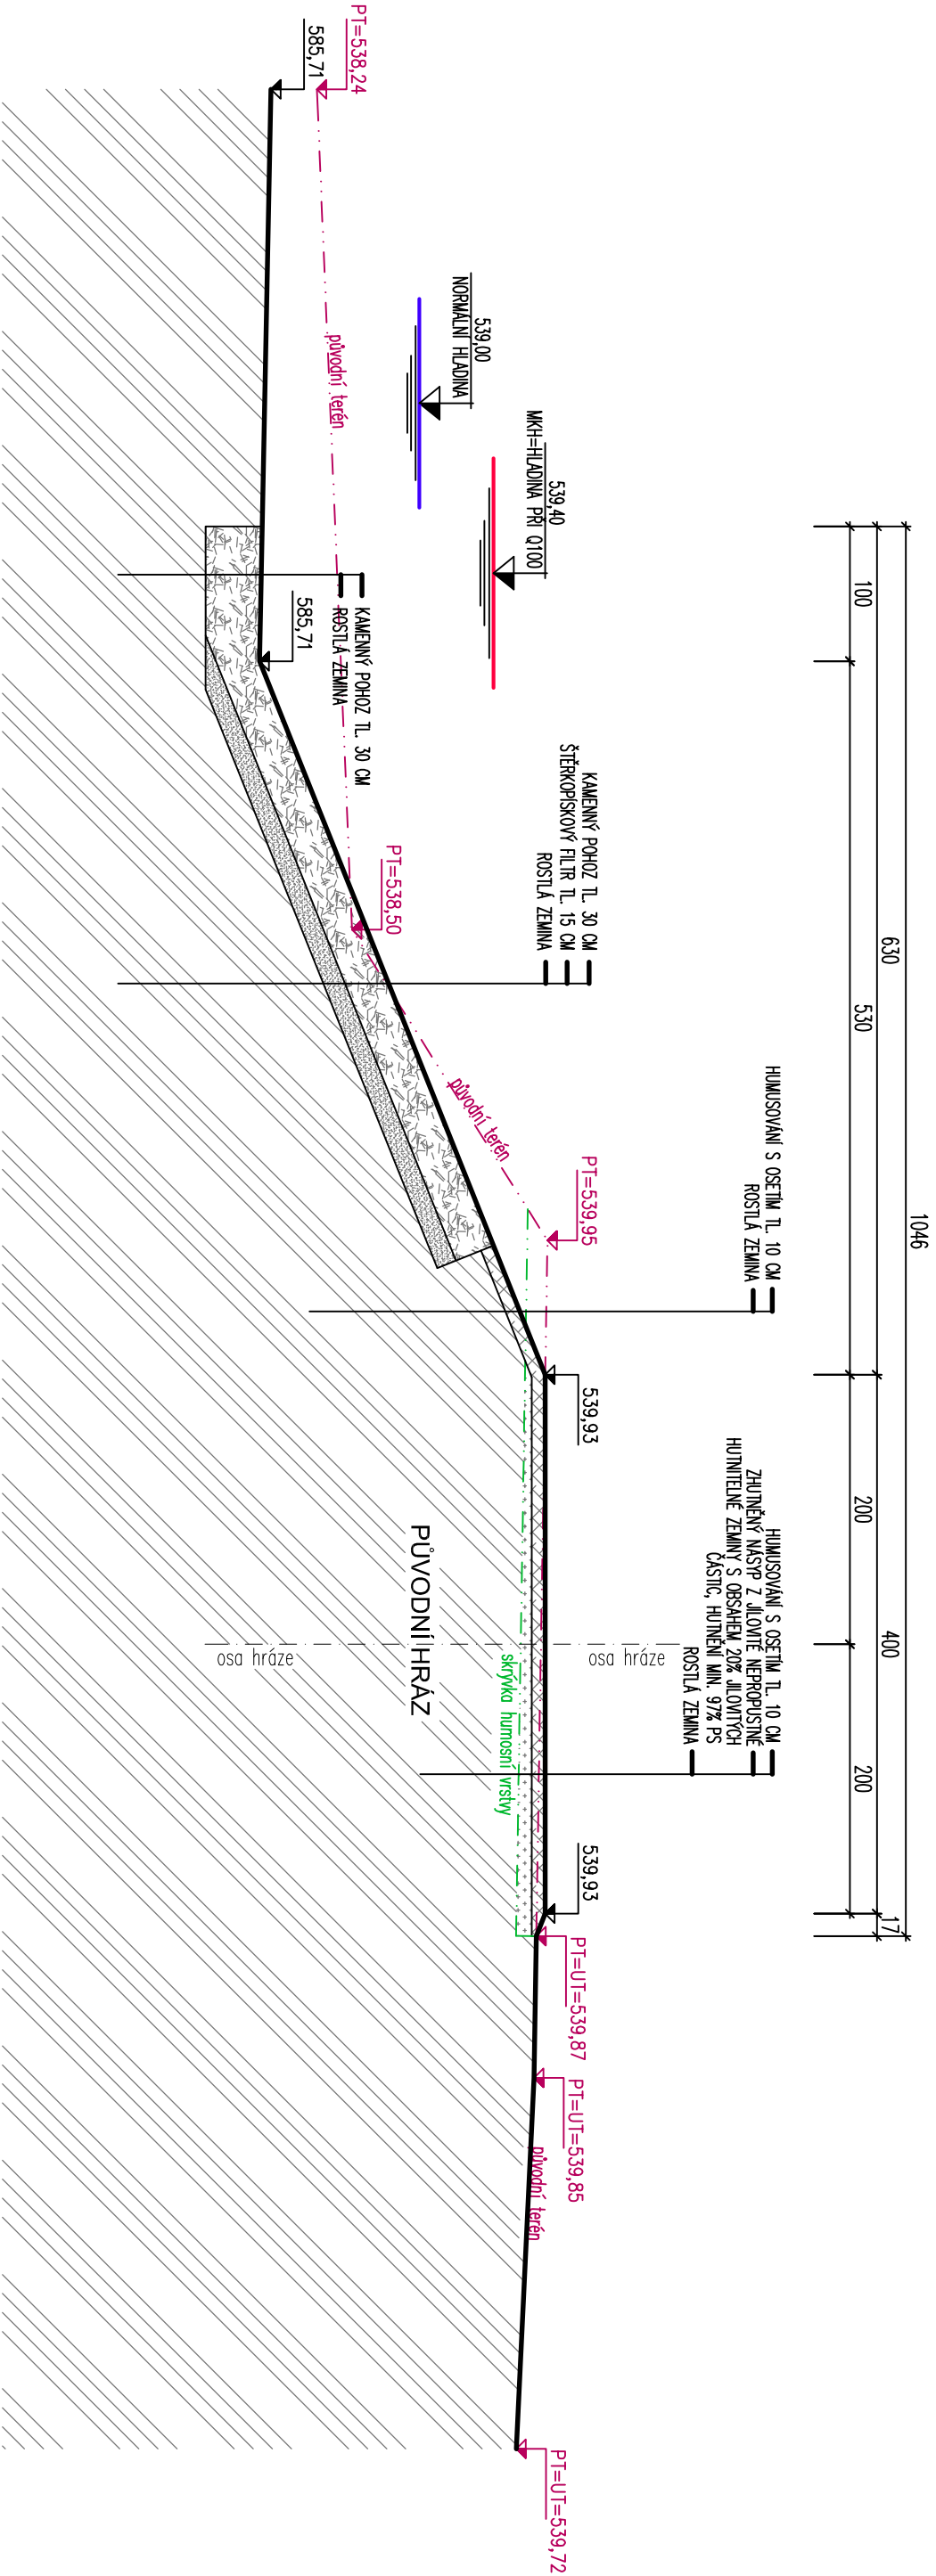 1046
630
400
17
100
530
200
200
HUMUSOVÁNÍ S OSETÍM TL. 10 CM
ROSTLÁ ZEMINA
HUMUSOVÁNÍ S OSETÍM TL. 10 CM
ZHUTNĚNÝ NÁSYP Z JÍLOVITÉ NEPROPUSTNÉ
HUTNITELNÉ ZEMINY S OBSAHEM 20% JÍLOVITÝCH
ČÁSTIC, HUTNĚNÍ MIN. 97% PS
ROSTLÁ ZEMINA
KAMENNÝ POHOZ TL. 30 CM
ŠTĚRKOPÍSKOVÝ FILTR TL. 15 CM
ROSTLÁ ZEMINA
539,40
MKH=HLADINA PŘI Q100
539,00
NORMÁLNÍ HLADINA
PT=539,95
539,93
osa hráze
539,93
PT=UT=539,87
PT=UT=539,85
původní terén
PT=UT=539,72
PT=538,24
585,71
původní terén
KAMENNÝ POHOZ TL. 30 CM
ROSTLÁ ZEMINA
585,71
PT=538,50
původní terén
skrývka humosní vrstvy
PŮVODNÍ HRÁZ
osa hráze